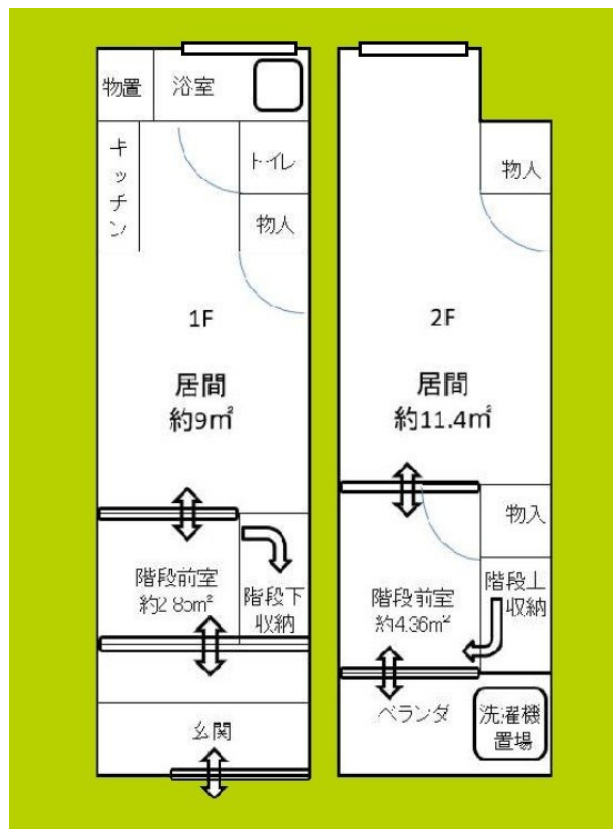 物置
浴室
キッチン
トイレ
物入
1F
居間
約9㎡
階段前室
約2.85㎡
階段下
収納
玄関
物入
2F
居間
約11.4㎡
物入
階段前室
約4.36㎡
階段上
収納
ベランダ
洗濯機
置場